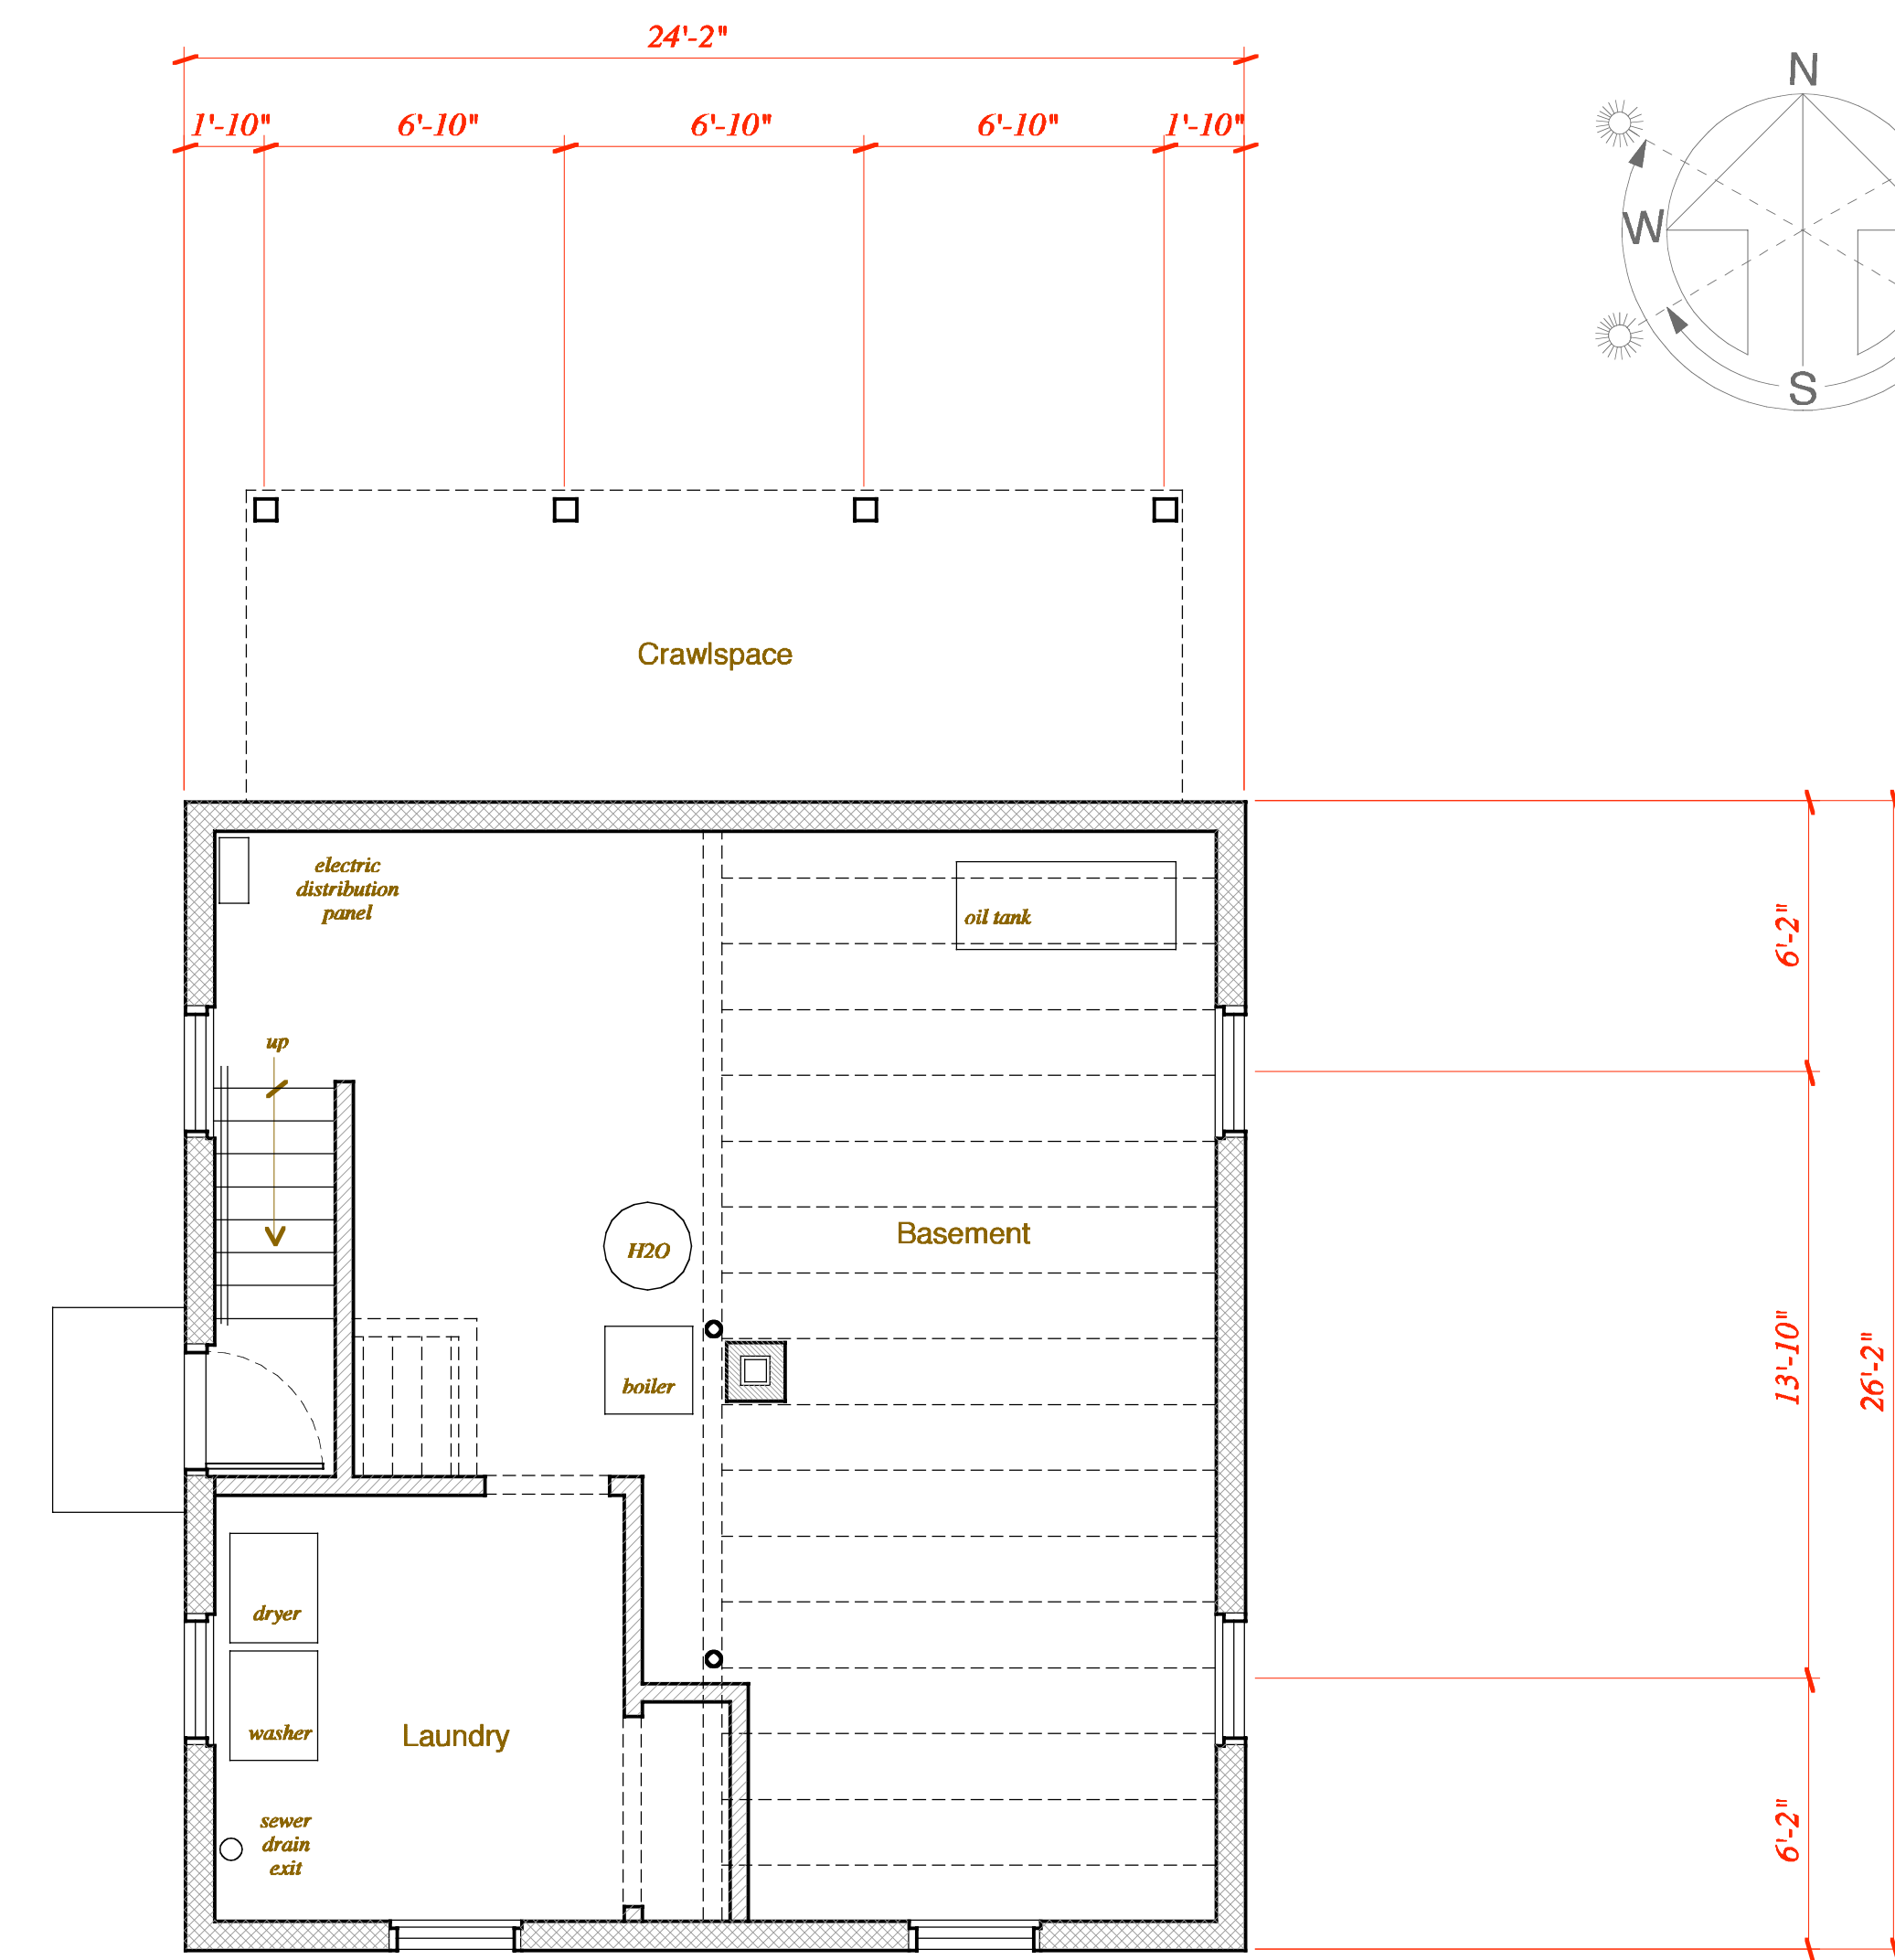 24'-2"
1'-10" 6'-10" 6'-10" 6'-10" 1'-10"
N
W
S
Crawlspace
electric
distribution
panel
oil tank
6'-2"
up
H2O
Basement
boiler
13'-10"
26'-2"
dryer
washer
Laundry
sewer
drain
exit
6'-2"